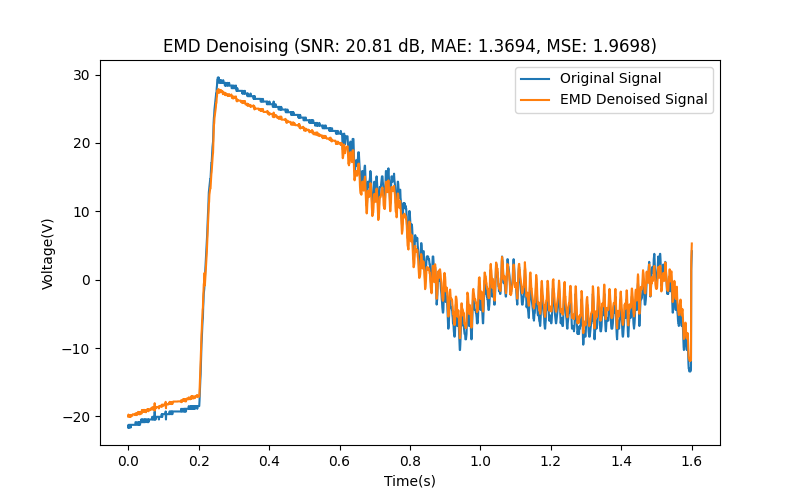 EMD Denoising (SNR: 20.81 dB, MAE: 1.3694, MSE: 1.9698)
Original Signal
EMD Denoised Signal
Voltage(V)
30
20
10
0
−10
−20
0.0 0.2 0.4 0.6 0.8 1.0 1.2 1.4 1.6
Time(s)